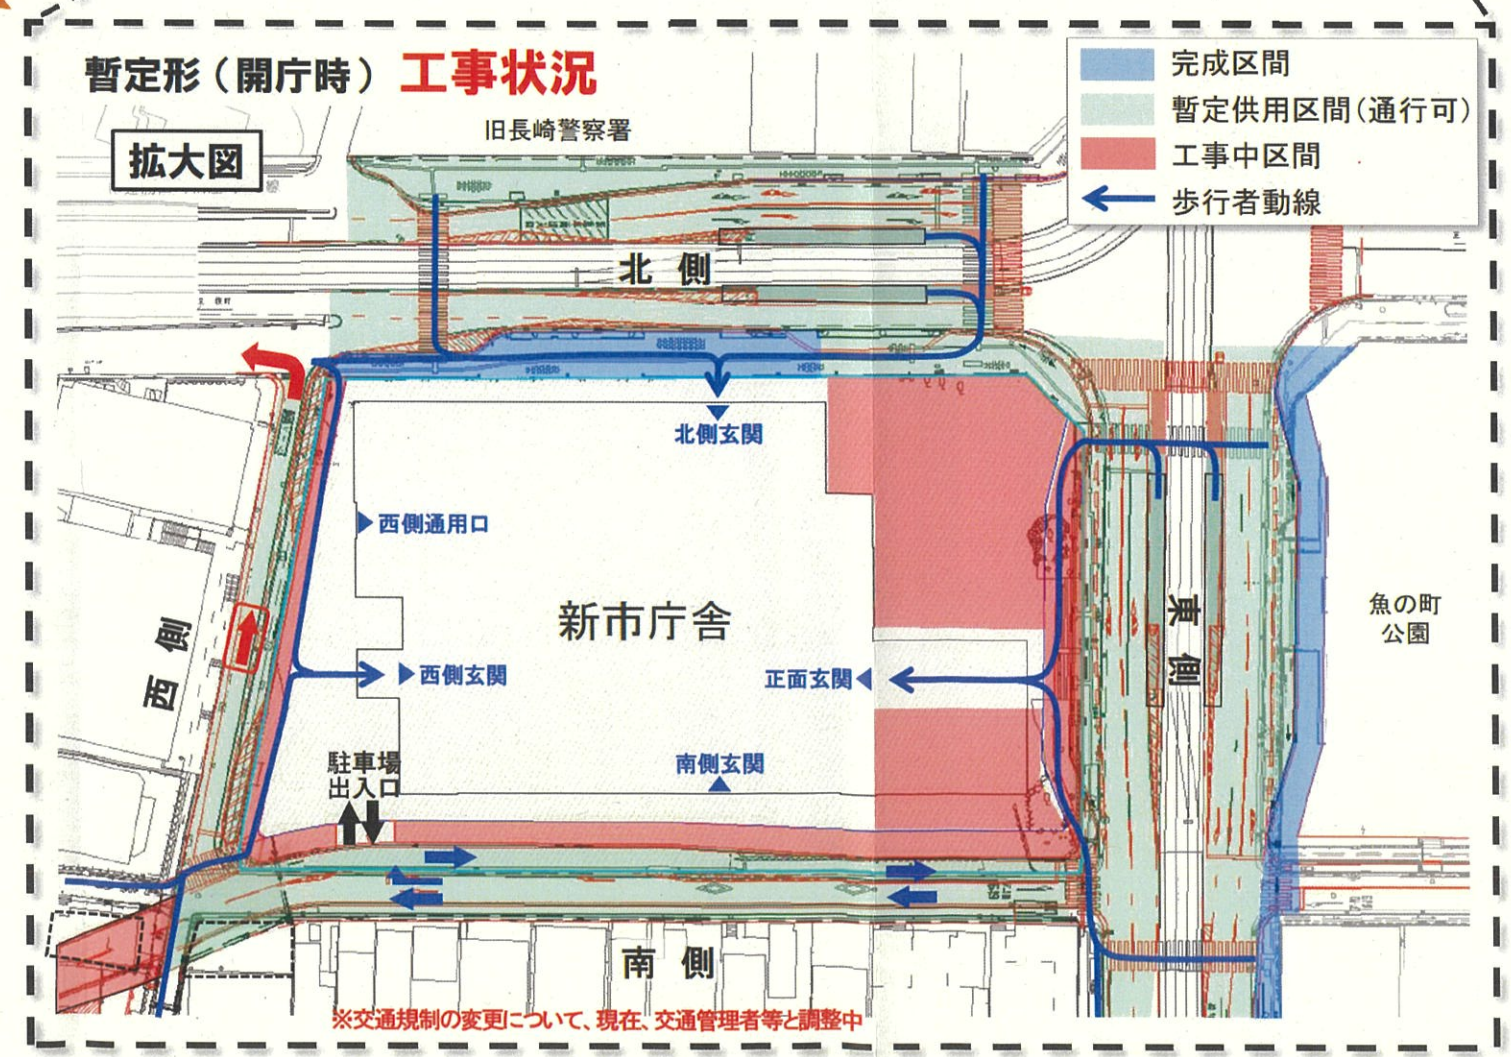 暫定形（開庁時）工事状況
完成区間
暫定供用区間（通行可）
工事中区間
歩行者動線
拡大図
旧長崎警察署
北側
北側玄関
西側通用口
新市庁舎
西側
西側玄関
正面玄関
東側
魚の町
公園
南側玄関
駐車場
出入口
南側
※交通規制の変更について、現在、交通管理者等と調整中